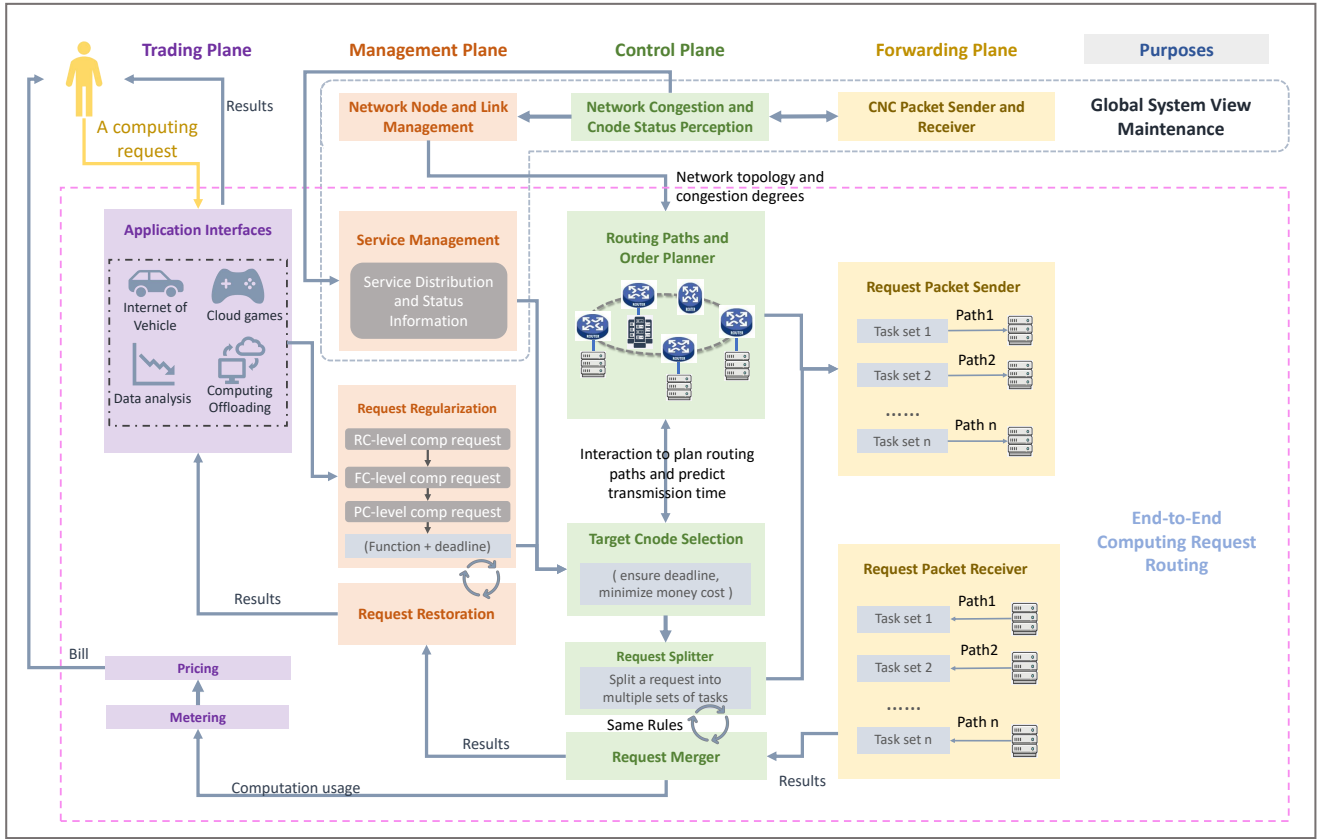 Trading Plane
Management Plane
Control Plane
Forwarding Plane
Purposes
Results
A computing
request
Network Node and Link
Management
Network Congestion and
Cnode Status Perception
CNC Packet Sender and
Receiver
Global System View
Maintenance
Network topology and
congestion degrees
Application Interfaces
Internet of
Vehicle
Cloud games
Data analysis
Computing
Offloading
Service Management
Service Distribution
and Status
Information
Routing Paths and
Order Planner
ROUTER
ROUTER
ROUTER
ROUTER
ROUTER
Request Packet Sender
Task set 1
Path1
Task set 2
Path2
......
Task set n
Path n
Request Regularization
RC-level comp request
FC-level comp request
PC-level comp request
(Function + deadline)
Interaction to plan routing
paths and predict
transmission time
Target Cnode Selection
( ensure deadline,
minimize money cost )
End-to-End
Computing Request
Routing
Request Packet Receiver
Task set 1
Path1
Task set 2
Path2
......
Task set n
Path n
Results
Request Restoration
Request Splitter
Split a request into
multiple sets of tasks
Same Rules
Request Merger
Bill
Pricing
Metering
Results
Results
Computation usage